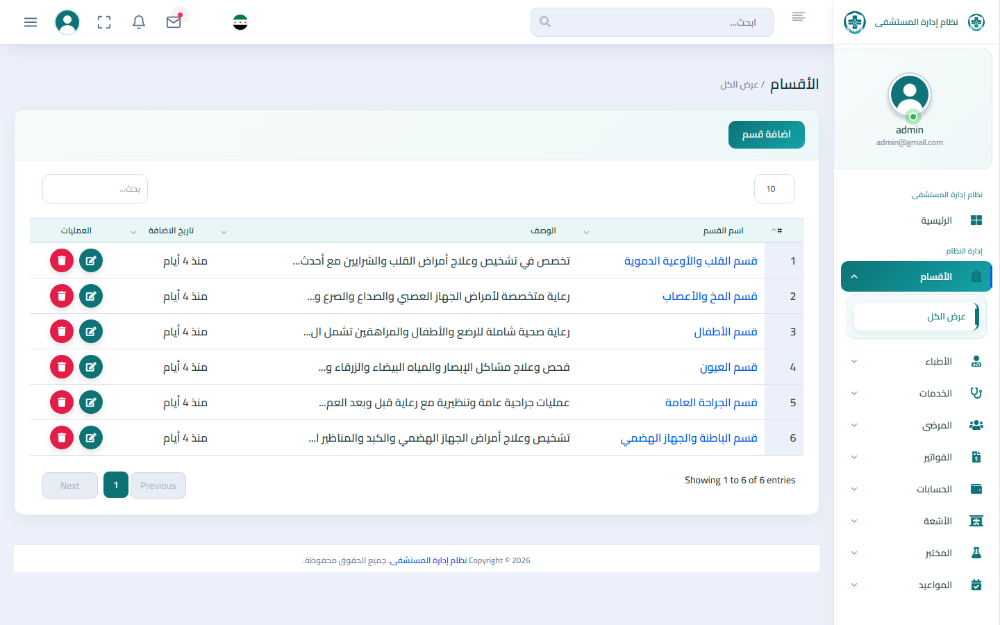 نظام إدارة المستشفى
ابحث...
admin
admin@gmail.com
نظام إدارة المستشفى
الرئيسية
إدارة النظام
الأقسام
عرض الكل
الأطباء
الخدمات
المرضى
الفواتير
الحسابات
الأشعة
المختبر
المواعيد
الأقسام / عرض الكل
اضافة قسم
10
بحث...
# اسم القسم الوصف تاريخ الاضافة العمليات
1 قسم القلب والأوعية الدموية تخصص في تشخيص وعلاج أمراض القلب والشرايين مع أحدث... منذ 4 أيام
2 قسم المخ والأعصاب رعاية متخصصة لأمراض الجهاز العصبي والصداع والصرع و... منذ 4 أيام
3 قسم الأطفال رعاية صحية شاملة للرضع والأطفال والمراهقين تشمل ال... منذ 4 أيام
4 قسم العيون فحص وعلاج مشاكل الإبصار والمياه البيضاء والزرقاء و... منذ 4 أيام
5 قسم الجراحة العامة عمليات جراحية عامة وتنظيرية مع رعاية قبل وبعد العم... منذ 4 أيام
6 قسم الباطنة والجهاز الهضمي تشخيص وعلاج أمراض الجهاز الهضمي والكبد والمناظير ا... منذ 4 أيام
Showing 1 to 6 of 6 entries
Previous 1 Next
Copyright © 2026 نظام إدارة المستشفى. جميع الحقوق محفوظة.